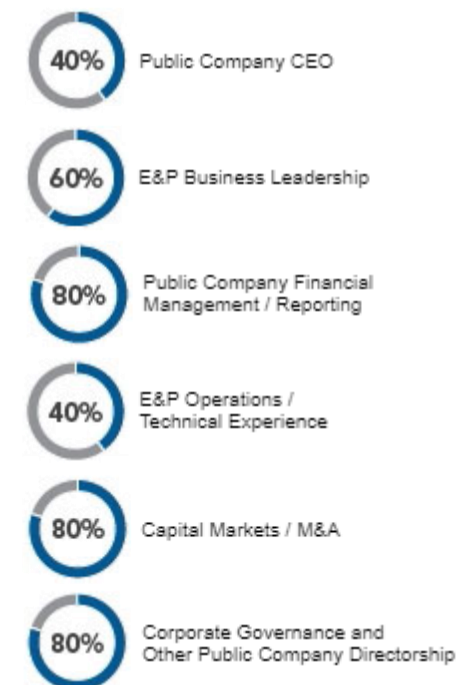 40% Public Company CEO
60% E&P Business Leadership
80% Public Company Financial
Management / Reporting
40% E&P Operations /
Technical Experience
80% Capital Markets / M&A
80% Corporate Governance and
Other Public Company Directorship